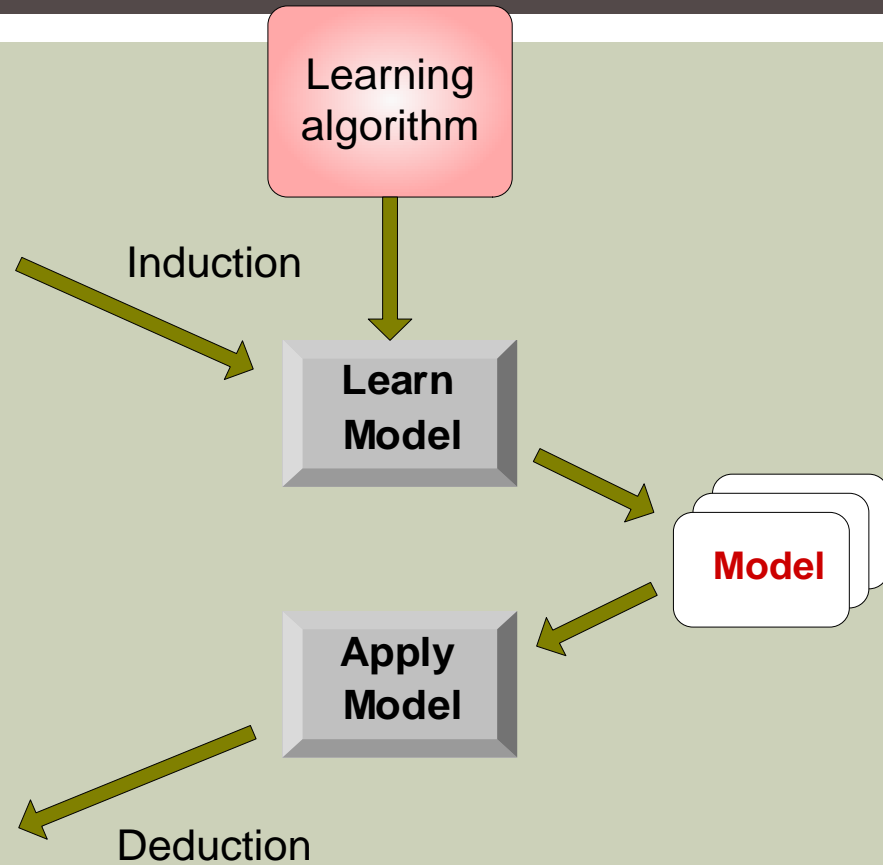 Learning
algorithm
Induction
Learn
Model
Model
Apply
Model
Deduction